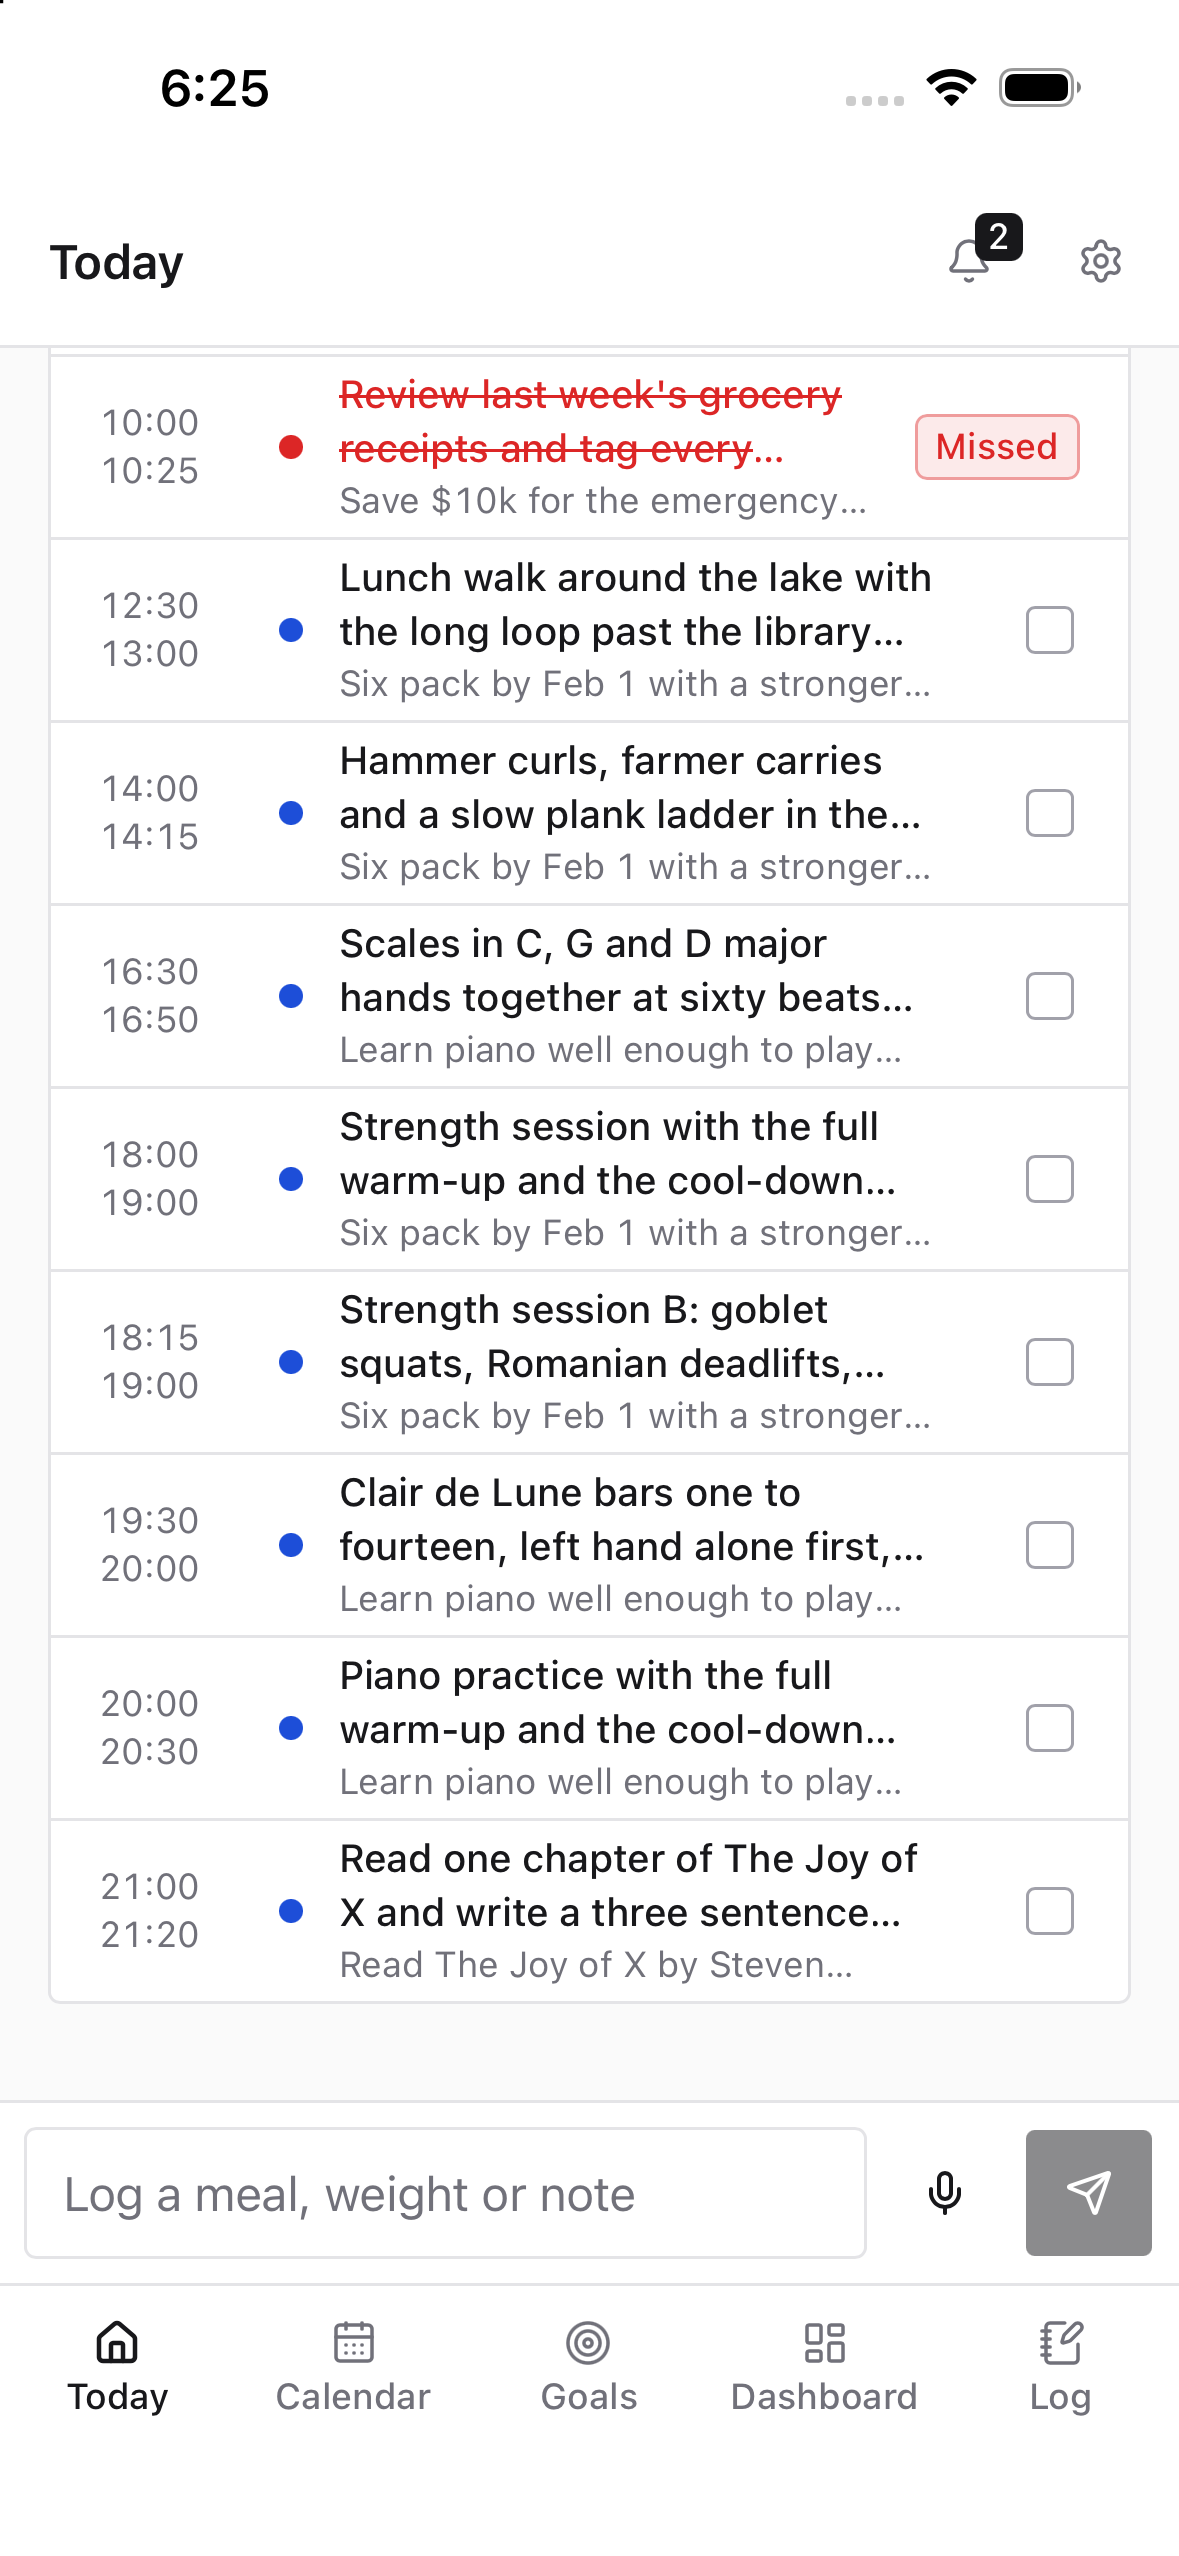 6:25
Today
2
10:00
10:25
Review last week's grocery
receipts and tag every...
Save $10k for the emergency...
Missed
12:30
13:00
Lunch walk around the lake with
the long loop past the library...
Six pack by Feb 1 with a stronger...
14:00
14:15
Hammer curls, farmer carries
and a slow plank ladder in the...
Six pack by Feb 1 with a stronger...
16:30
16:50
Scales in C, G and D major
hands together at sixty beats...
Learn piano well enough to play...
18:00
19:00
Strength session with the full
warm-up and the cool-down...
Six pack by Feb 1 with a stronger...
18:15
19:00
Strength session B: goblet
squats, Romanian deadlifts,...
Six pack by Feb 1 with a stronger...
19:30
20:00
Clair de Lune bars one to
fourteen, left hand alone first,...
Learn piano well enough to play...
20:00
20:30
Piano practice with the full
warm-up and the cool-down...
Learn piano well enough to play...
21:00
21:20
Read one chapter of The Joy of
X and write a three sentence...
Read The Joy of X by Steven...
Log a meal, weight or note
Today
Calendar
Goals
Dashboard
Log